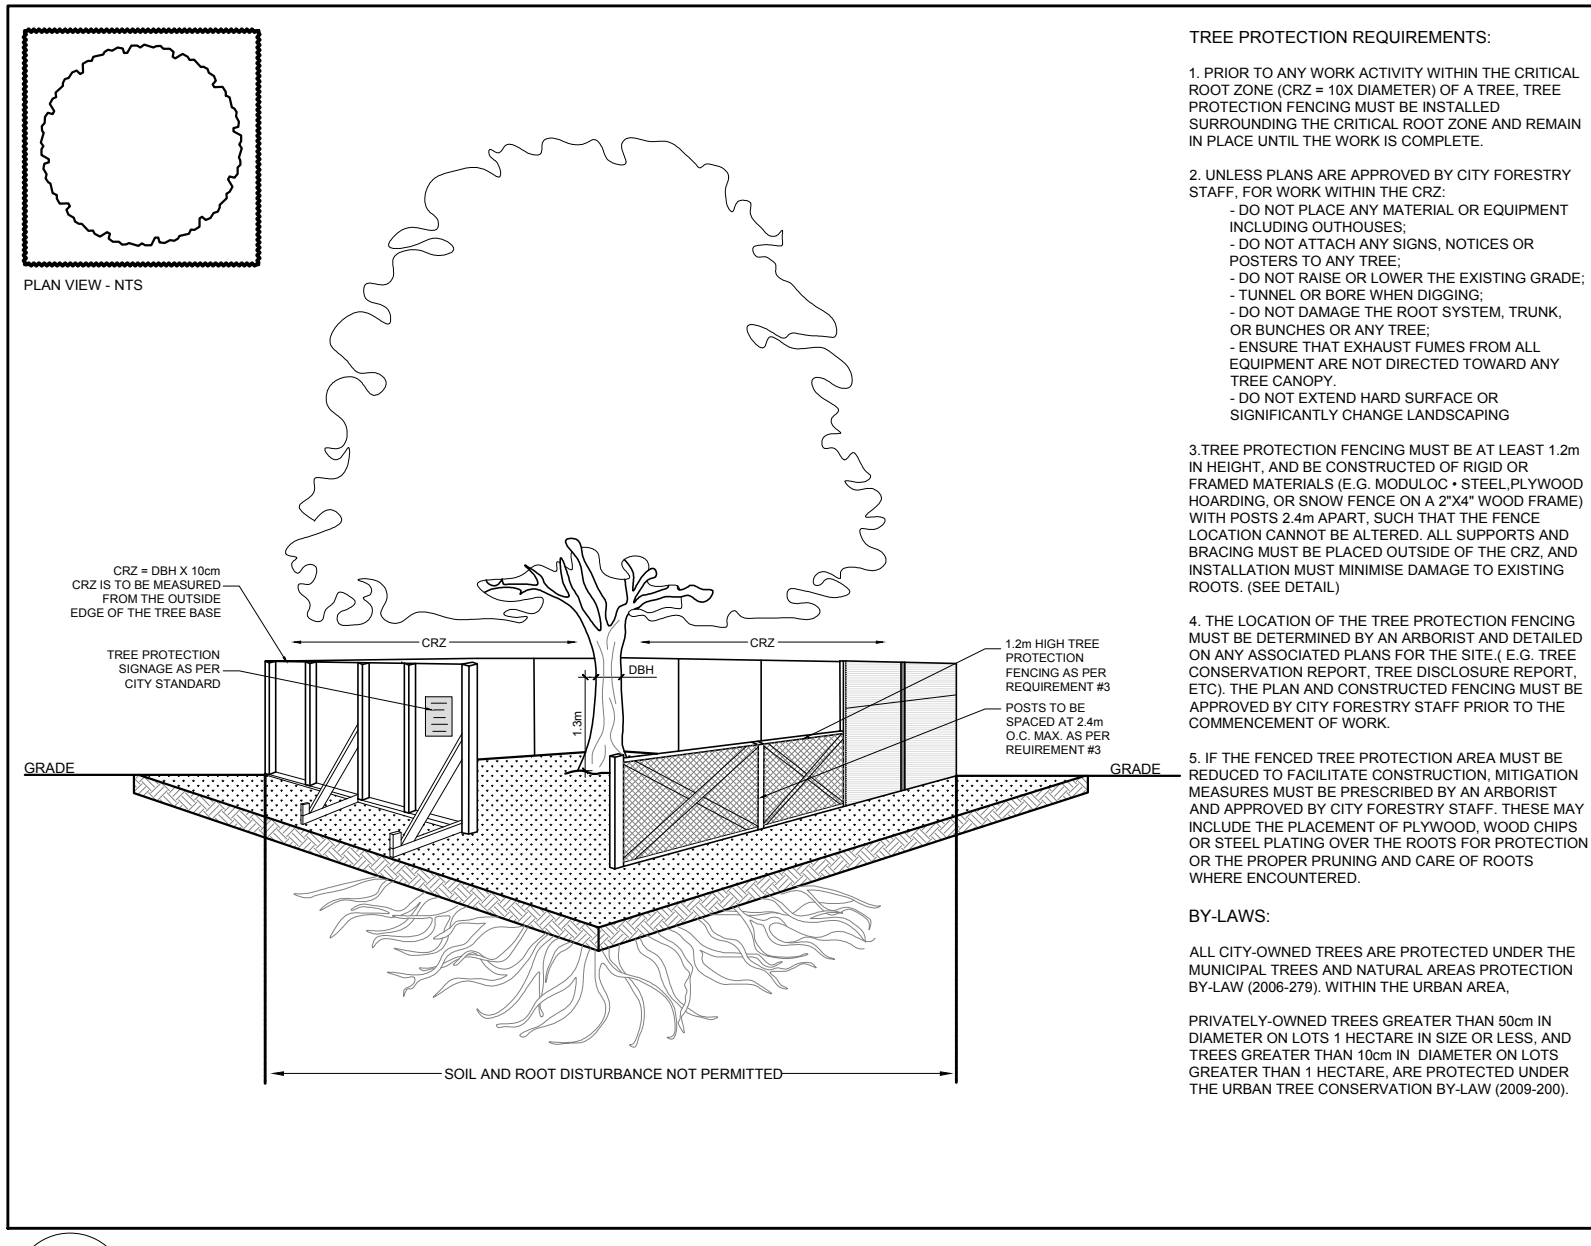 PLAN VIEW - NTS
CRZ = DBH X 10cm
CRZ IS TO BE MEASURED
FROM THE OUTSIDE
EDGE OF THE TREE BASE
TREE PROTECTION
SIGNAGE AS PER
CITY STANDARD
CRZ
CRZ
DBH
1.3m
1.2m HIGH TREE
PROTECTION
FENCING AS PER
REQUIREMENT #3
POSTS TO BE
SPACED AT 2.4m
O.C. MAX. AS PER
REUIREMENT #3
GRADE
GRADE
SOIL AND ROOT DISTURBANCE NOT PERMITTED
TREE PROTECTION REQUIREMENTS:
1. PRIOR TO ANY WORK ACTIVITY WITHIN THE CRITICAL
ROOT ZONE (CRZ = 10X DIAMETER) OF A TREE, TREE
PROTECTION FENCING MUST BE INSTALLED
SURROUNDING THE CRITICAL ROOT ZONE AND REMAIN
IN PLACE UNTIL THE WORK IS COMPLETE.
2. UNLESS PLANS ARE APPROVED BY CITY FORESTRY
STAFF, FOR WORK WITHIN THE CRZ:
- DO NOT PLACE ANY MATERIAL OR EQUIPMENT
INCLUDING OUTHOUSES;
- DO NOT ATTACH ANY SIGNS, NOTICES OR
POSTERS TO ANY TREE;
- DO NOT RAISE OR LOWER THE EXISTING GRADE;
- TUNNEL OR BORE WHEN DIGGING;
- DO NOT DAMAGE THE ROOT SYSTEM, TRUNK,
OR BUNCHES OR ANY TREE;
- ENSURE THAT EXHAUST FUMES FROM ALL
EQUIPMENT ARE NOT DIRECTED TOWARD ANY
TREE CANOPY.
- DO NOT EXTEND HARD SURFACE OR
SIGNIFICANTLY CHANGE LANDSCAPING
3.TREE PROTECTION FENCING MUST BE AT LEAST 1.2m
IN HEIGHT, AND BE CONSTRUCTED OF RIGID OR
FRAMED MATERIALS (E.G. MODULOC • STEEL,PLYWOOD
HOARDING, OR SNOW FENCE ON A 2"X4" WOOD FRAME)
WITH POSTS 2.4m APART, SUCH THAT THE FENCE
LOCATION CANNOT BE ALTERED. ALL SUPPORTS AND
BRACING MUST BE PLACED OUTSIDE OF THE CRZ, AND
INSTALLATION MUST MINIMISE DAMAGE TO EXISTING
ROOTS. (SEE DETAIL)
4. THE LOCATION OF THE TREE PROTECTION FENCING
MUST BE DETERMINED BY AN ARBORIST AND DETAILED
ON ANY ASSOCIATED PLANS FOR THE SITE.( E.G. TREE
CONSERVATION REPORT, TREE DISCLOSURE REPORT,
ETC). THE PLAN AND CONSTRUCTED FENCING MUST BE
APPROVED BY CITY FORESTRY STAFF PRIOR TO THE
COMMENCEMENT OF WORK.
5. IF THE FENCED TREE PROTECTION AREA MUST BE
REDUCED TO FACILITATE CONSTRUCTION, MITIGATION
MEASURES MUST BE PRESCRIBED BY AN ARBORIST
AND APPROVED BY CITY FORESTRY STAFF. THESE MAY
INCLUDE THE PLACEMENT OF PLYWOOD, WOOD CHIPS
OR STEEL PLATING OVER THE ROOTS FOR PROTECTION
OR THE PROPER PRUNING AND CARE OF ROOTS
WHERE ENCOUNTERED.
BY-LAWS:
ALL CITY-OWNED TREES ARE PROTECTED UNDER THE
MUNICIPAL TREES AND NATURAL AREAS PROTECTION
BY-LAW (2006-279). WITHIN THE URBAN AREA,
PRIVATELY-OWNED TREES GREATER THAN 50cm IN
DIAMETER ON LOTS 1 HECTARE IN SIZE OR LESS, AND
TREES GREATER THAN 10cm IN DIAMETER ON LOTS
GREATER THAN 1 HECTARE, ARE PROTECTED UNDER
THE URBAN TREE CONSERVATION BY-LAW (2009-200).